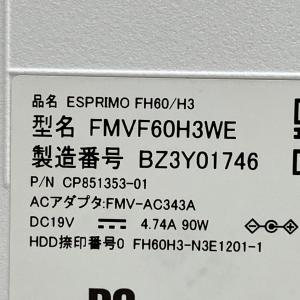 品名 ESPRIMO FH60/H3
型名 FMVF60H3WE
製造番号 BZ3Y01746
P/N CP851353-01
ACアダプタ:FMV-AC343A
DC19V ⎓ 4.74A 90W
HDD捺印番号0 FH60H3-N3E1201-1